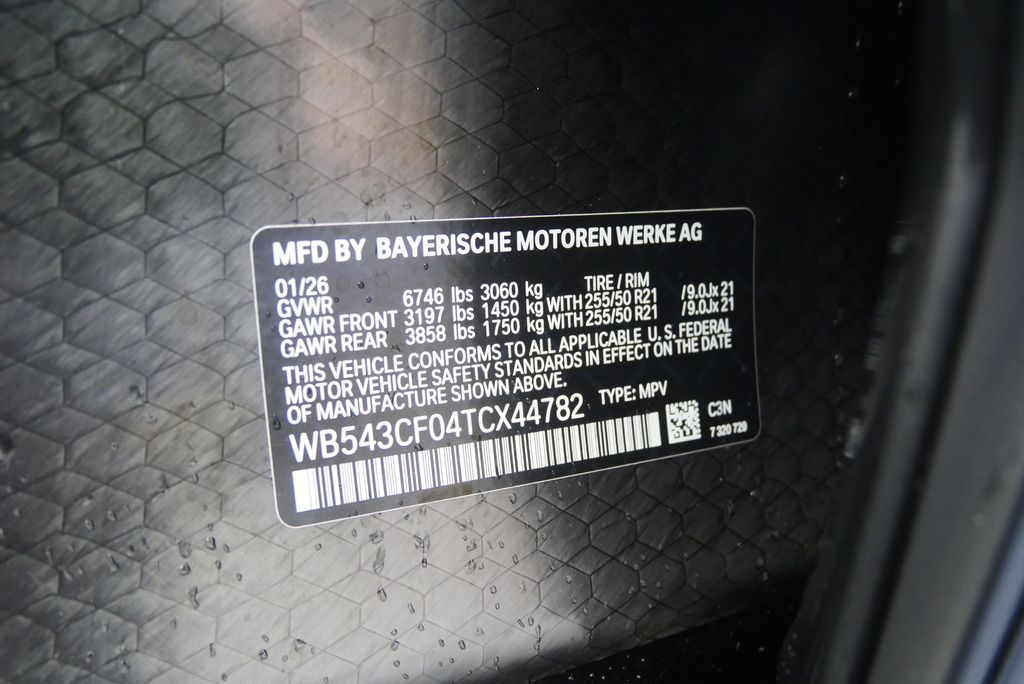 MFD BY BAYERISCHE MOTOREN WERKE AG
01/26 TIRE / RIM
GVWR 6746 lbs 3060 kg
GAWR FRONT 3197 lbs 1450 kg WITH 255/50 R21 /9.0Jx 21
GAWR REAR 3858 lbs 1750 kg WITH 255/50 R21 /9.0Jx 21
THIS VEHICLE CONFORMS TO ALL APPLICABLE U. S. FEDERAL
MOTOR VEHICLE SAFETY STANDARDS IN EFFECT ON THE DATE
OF MANUFACTURE SHOWN ABOVE.
WB543CF04TCX44782 TYPE: MPV
C3N
7 320 729